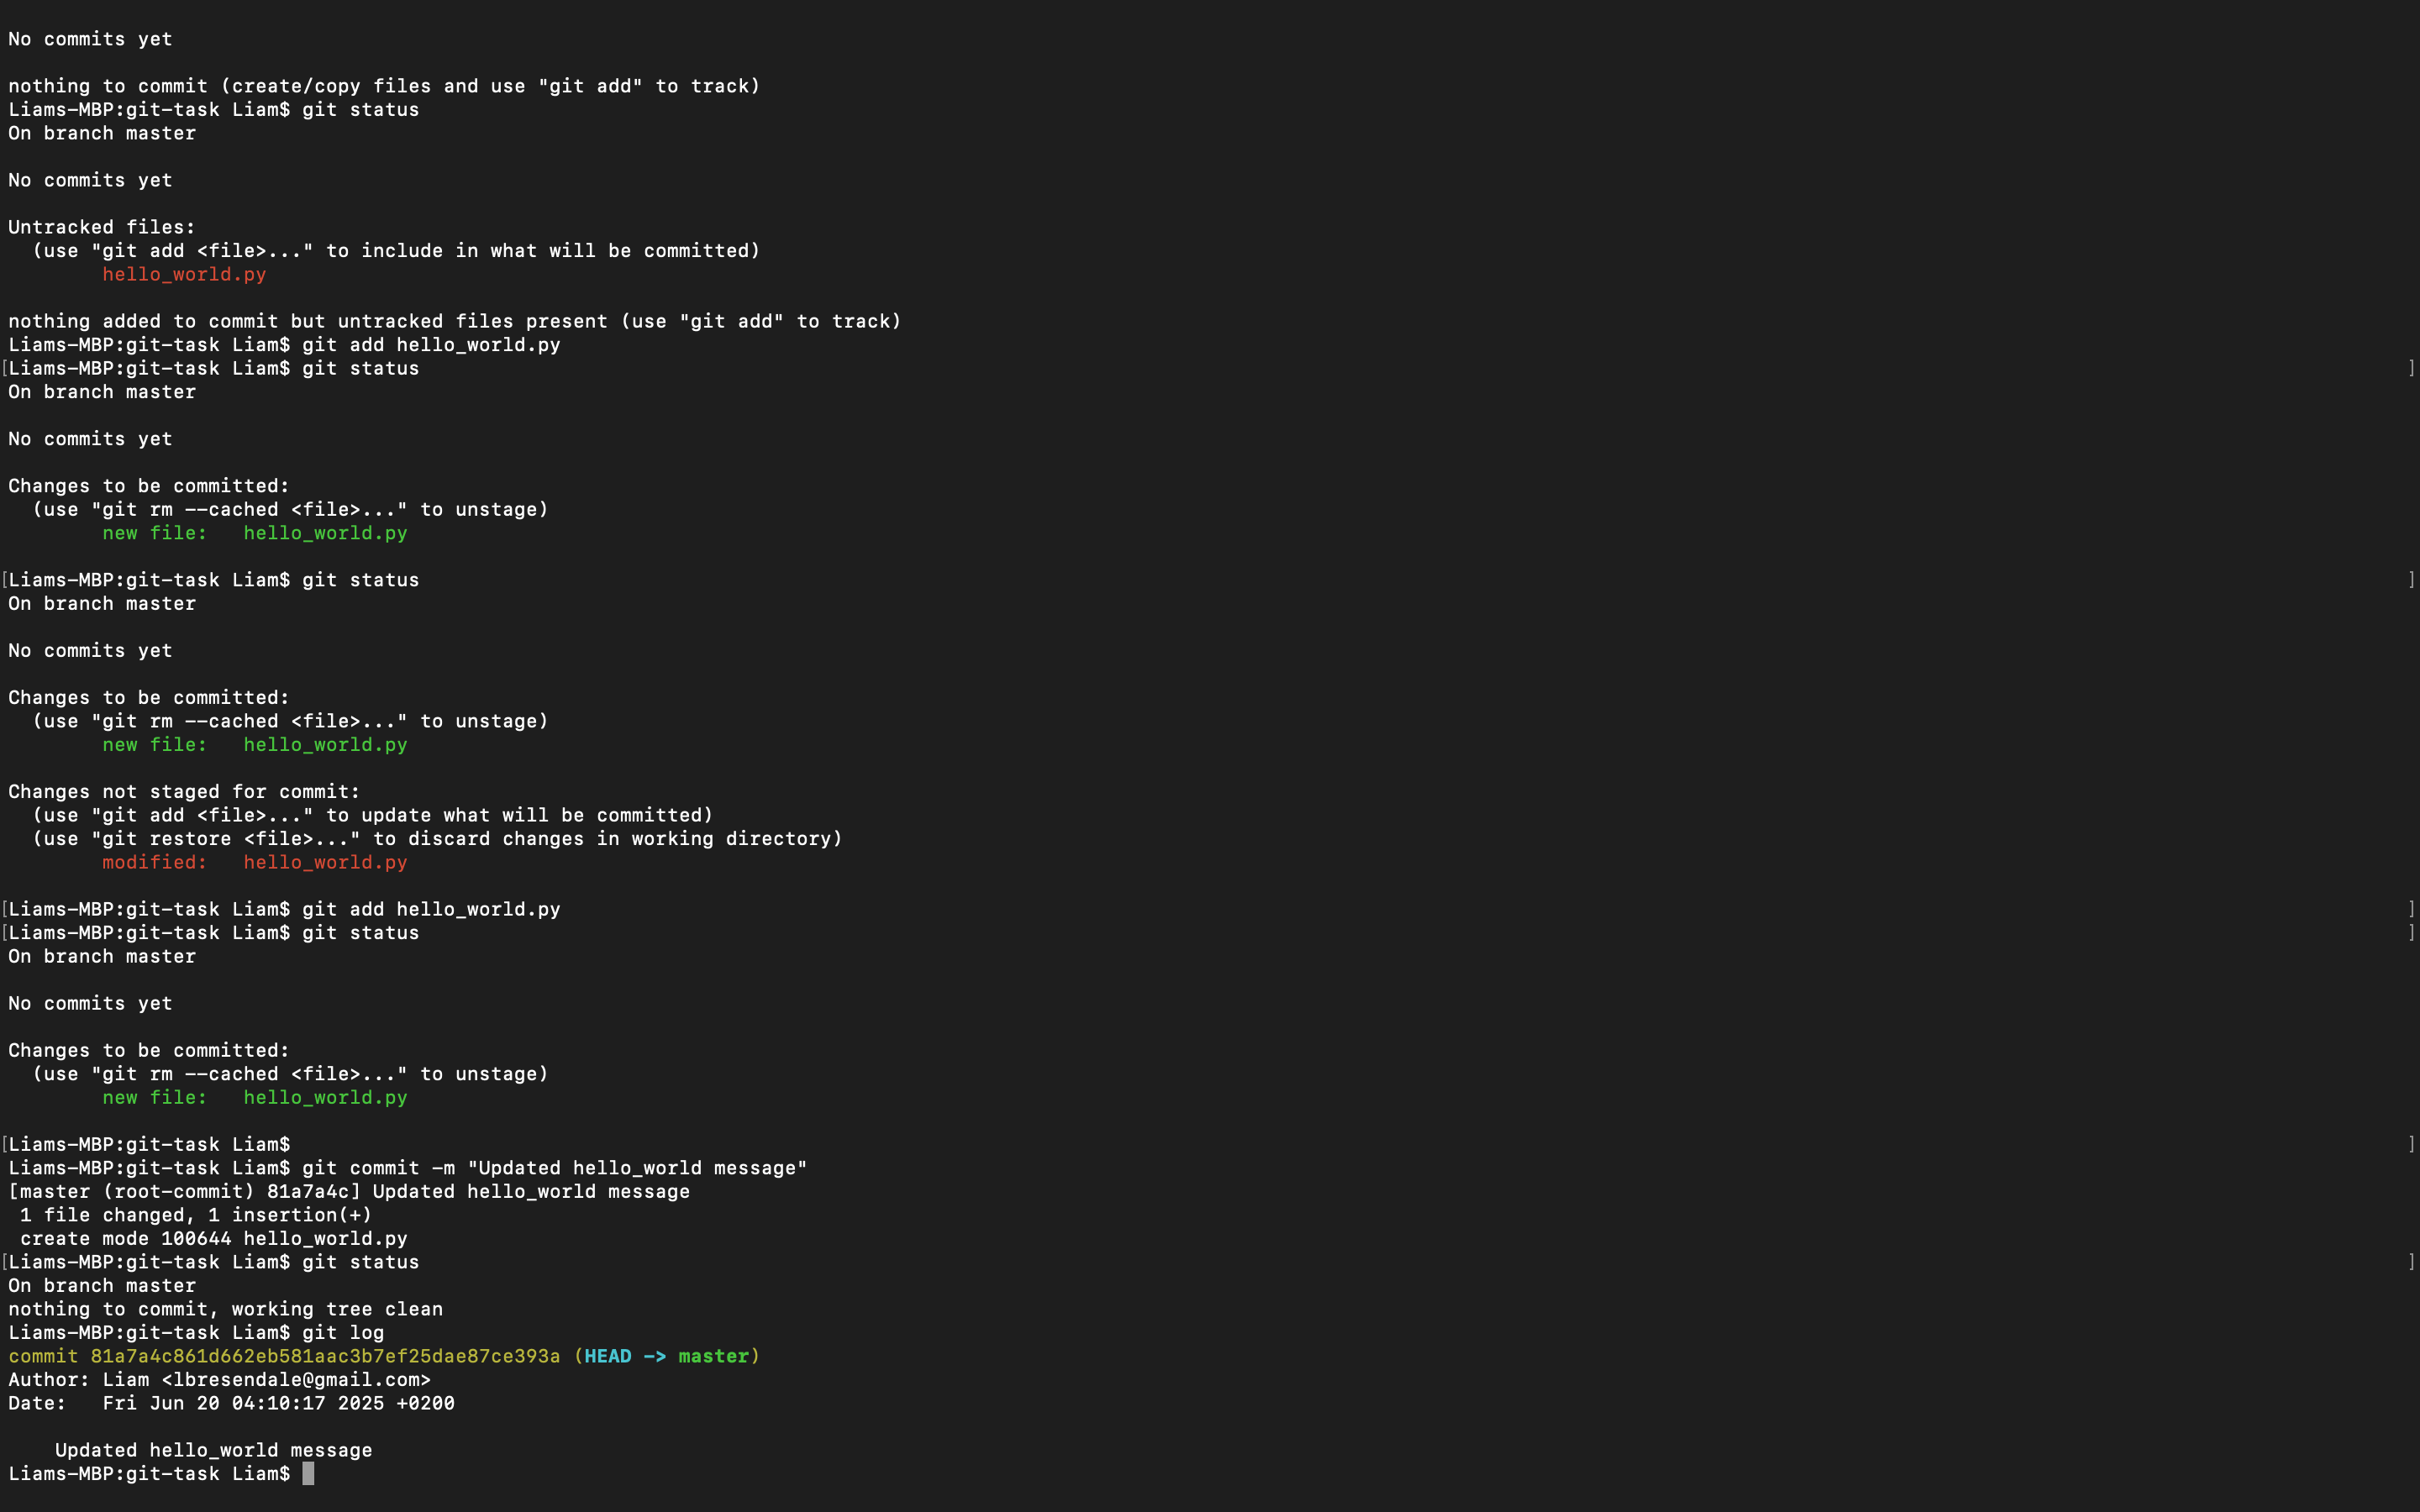 No commits yet
nothing to commit (create/copy files and use "git add" to track)
Liams-MBP:git-task Liam$ git status
On branch master
No commits yet
Untracked files:
  (use "git add <file>..." to include in what will be committed)
        hello_world.py
nothing added to commit but untracked files present (use "git add" to track)
Liams-MBP:git-task Liam$ git add hello_world.py
[Liams-MBP:git-task Liam$ git status ]
On branch master
No commits yet
Changes to be committed:
  (use "git rm --cached <file>..." to unstage)
        new file:   hello_world.py
[Liams-MBP:git-task Liam$ git status ]
On branch master
No commits yet
Changes to be committed:
  (use "git rm --cached <file>..." to unstage)
        new file:   hello_world.py
Changes not staged for commit:
  (use "git add <file>..." to update what will be committed)
  (use "git restore <file>..." to discard changes in working directory)
        modified:   hello_world.py
[Liams-MBP:git-task Liam$ git add hello_world.py ]
[Liams-MBP:git-task Liam$ git status ]
On branch master
No commits yet
Changes to be committed:
  (use "git rm --cached <file>..." to unstage)
        new file:   hello_world.py
[Liams-MBP:git-task Liam$ ]
Liams-MBP:git-task Liam$ git commit -m "Updated hello_world message"
[master (root-commit) 81a7a4c] Updated hello_world message
 1 file changed, 1 insertion(+)
 create mode 100644 hello_world.py
[Liams-MBP:git-task Liam$ git status ]
On branch master
nothing to commit, working tree clean
Liams-MBP:git-task Liam$ git log
commit 81a7a4c861d662eb581aac3b7ef25dae87ce393a (HEAD -> master)
Author: Liam <lbresendale@gmail.com>
Date:   Fri Jun 20 04:10:17 2025 +0200
    Updated hello_world message
Liams-MBP:git-task Liam$